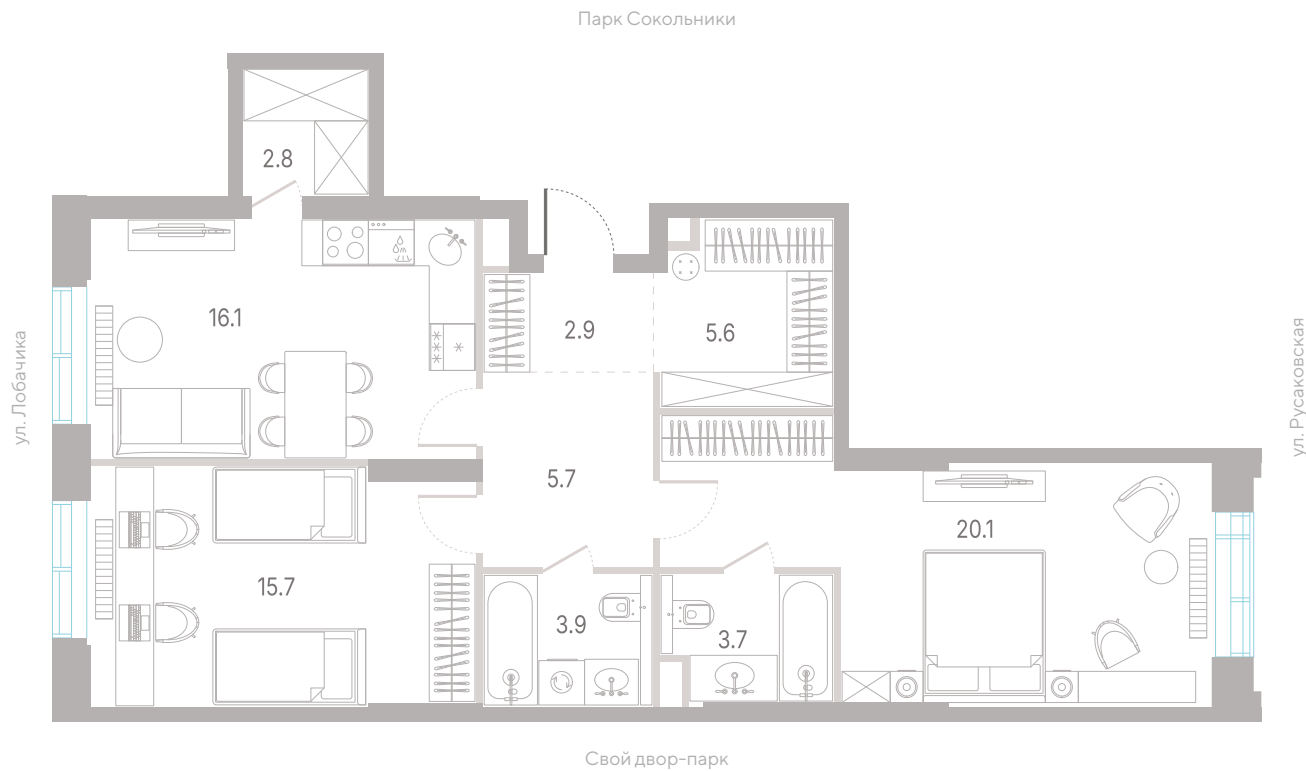 Парк Сокольники
2.8
16.1
2.9
5.6
ул. Лобачика
ул. Русаковская
5.7
20.1
15.7
3.9
3.7
Свой двор-парк